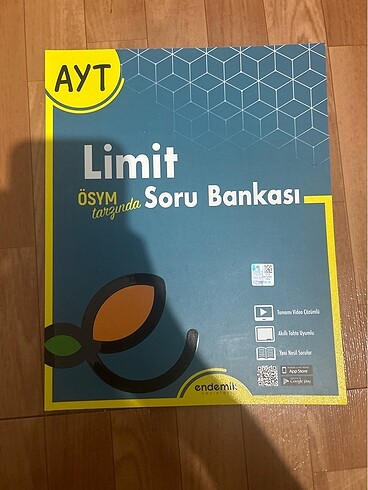 AYT
Limit
ÖSYM tarzında Soru Bankası
Tamamı Video Çözümlü
Akıllı Tahta Uyumlu
Yeni Nesil Sorular
App Store
Google play
endemik